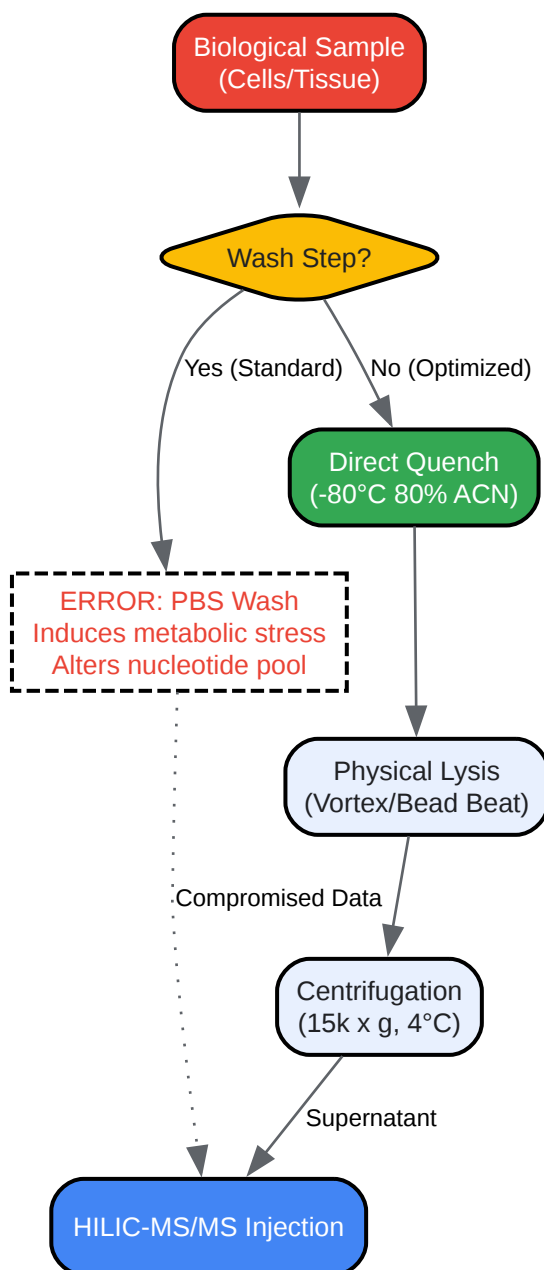 Biological Sample
(Cells/Tissue)
Wash Step?
Yes (Standard)
No (Optimized)
Direct Quench
(-80°C 80% ACN)
ERROR: PBS Wash
Induces metabolic stress
Alters nucleotide pool
Physical Lysis
(Vortex/Bead Beat)
Compromised Data
Centrifugation
(15k x g, 4°C)
Supernatant
HILIC-MS/MS Injection